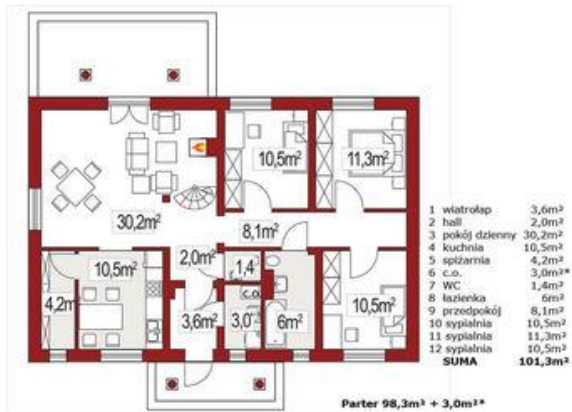 10,5m²
11,3m²
30,2m²
8,1m²
2,0m²
1,4
10,5m²
c.o.
4,2m²
3,6m²
3,0
6m²
10,5m²
1 wiatrołap 3,6m²
2 hall 2,0m²
3 pokój dzienny 30,2m²
4 kuchnia 10,5m²
5 spiżarnia 4,2m²
6 c.o. 3,0m²*
7 WC 1,4m²
8 łazienka 6m²
9 przedpokój 8,1m²
10 sypialnia 10,5m²
11 sypialnia 11,3m²
12 sypialnia 10,5m²
SUMA 101,3m²
Parter 98,3m² + 3,0m²*